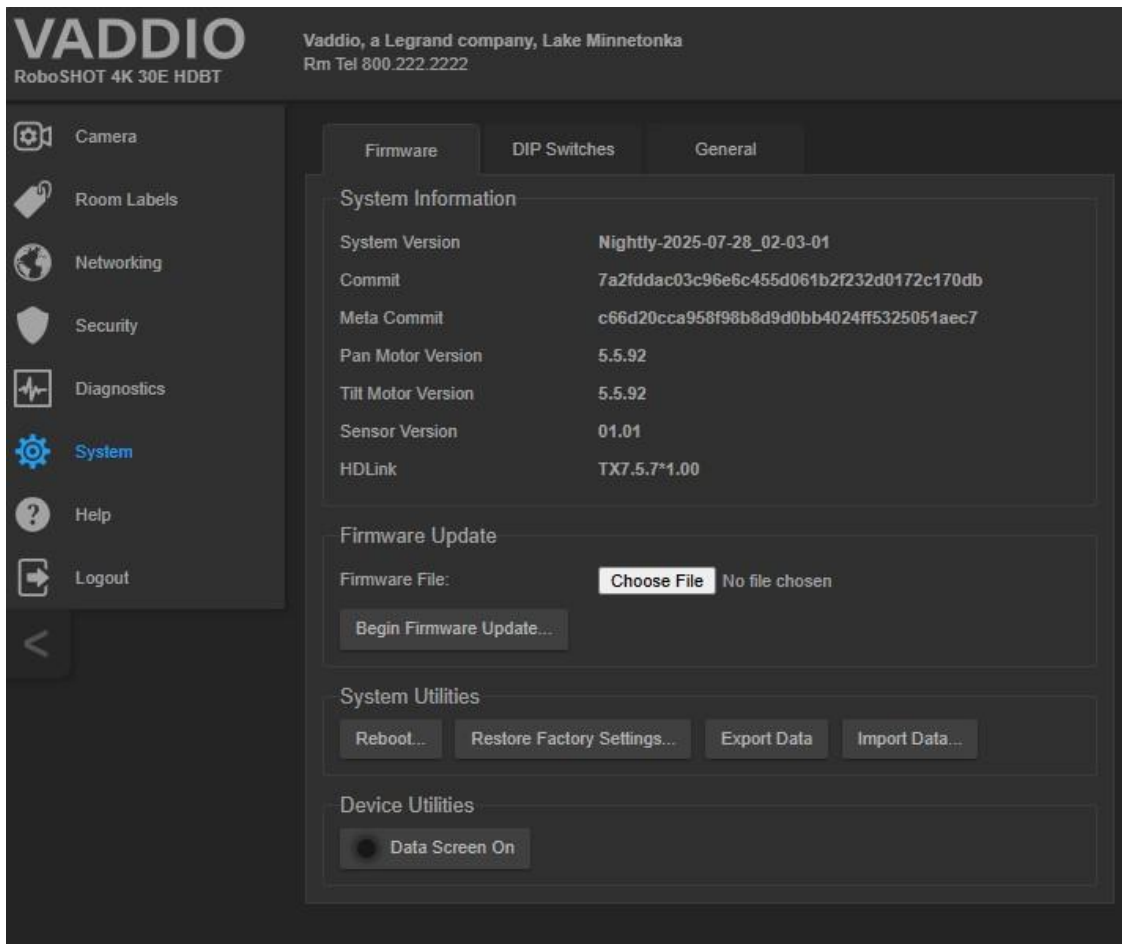 VADDIO
RoboSHOT 4K 30E HDBT
Vaddio, a Legrand company, Lake Minnetonka
Rm Tel 800.222.2222
Camera
Room Labels
Networking
Security
Diagnostics
System
Help
Logout
<
Firmware DIP Switches General
System Information
System Version Nightly-2025-07-28_02-03-01
Commit 7a2fddac03c96e6c455d061b2f232d0172c170db
Meta Commit c66d20cca958f98b8d9d0bb4024ff5325051aec7
Pan Motor Version 5.5.92
Tilt Motor Version 5.5.92
Sensor Version 01.01
HDLink TX7.5.7*1.00
Firmware Update
Firmware File: Choose File No file chosen
Begin Firmware Update...
System Utilities
Reboot... Restore Factory Settings... Export Data Import Data...
Device Utilities
Data Screen On